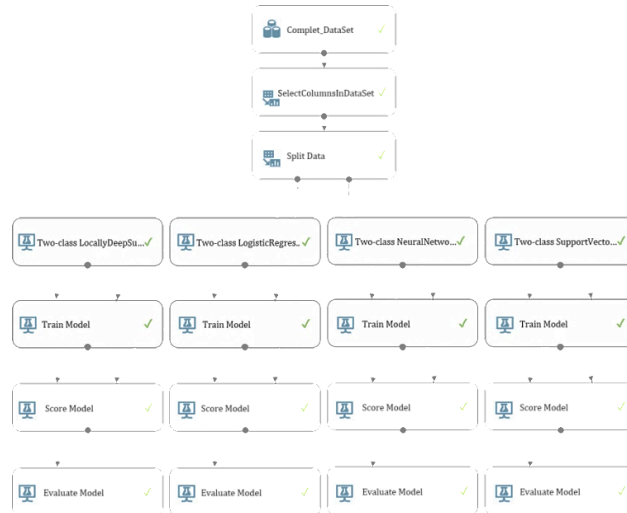 Complet_DataSet
SelectColumnsInDataSet
Split Data
Two-class LocallyDeepSu...
Two-class LogisticRegres..
Two-class NeuralNetwo...
Two-class SupportVecto...
Train Model
Train Model
Train Model
Train Model
Score Model
Score Model
Score Model
Score Model
Evaluate Model
Evaluate Model
Evaluate Model
Evaluate Model